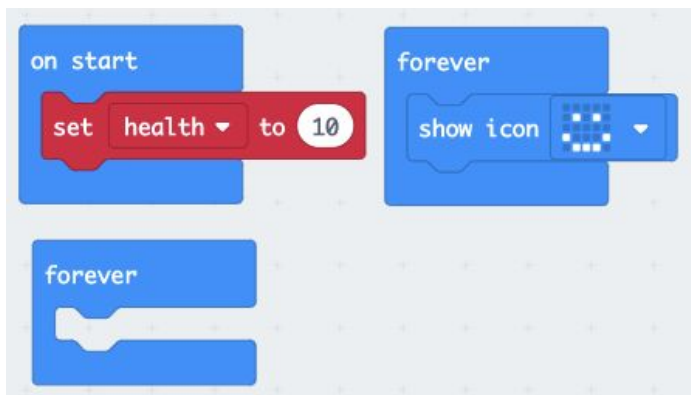 on start
set health to 10
forever
show icon
forever